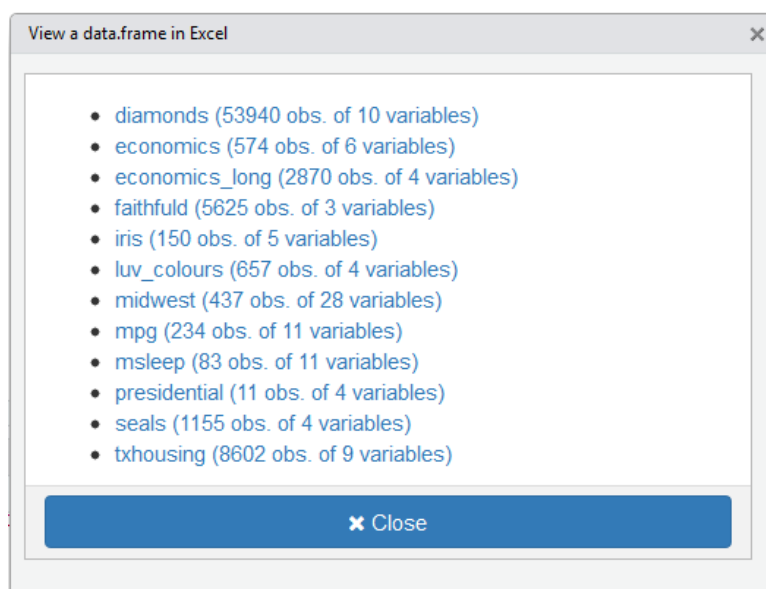 View a data.frame in Excel
diamonds (53940 obs. of 10 variables)
economics (574 obs. of 6 variables)
economics_long (2870 obs. of 4 variables)
faithfuld (5625 obs. of 3 variables)
iris (150 obs. of 5 variables)
luv_colours (657 obs. of 4 variables)
midwest (437 obs. of 28 variables)
mpg (234 obs. of 11 variables)
msleep (83 obs. of 11 variables)
presidential (11 obs. of 4 variables)
seals (1155 obs. of 4 variables)
txhousing (8602 obs. of 9 variables)
Close